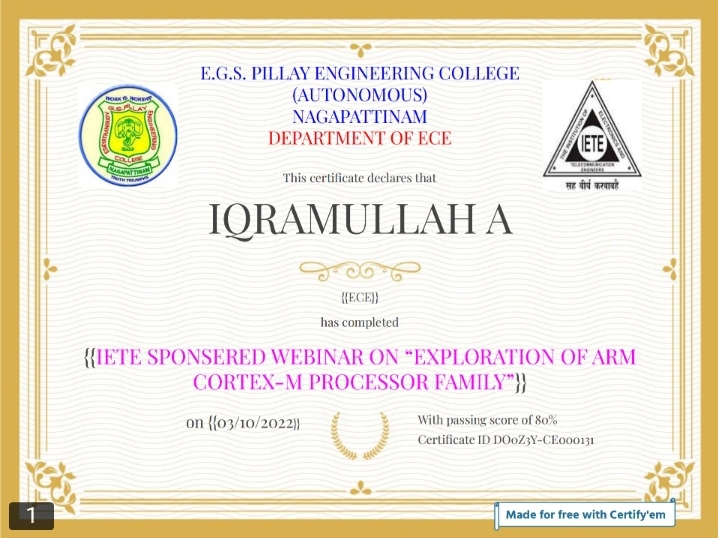 E.G.S. PILLAY ENGINEERING COLLEGE
(AUTONOMOUS)
NAGAPATTINAM
DEPARTMENT OF ECE
WORK IS WORSHIP
E.G.S. PILLAY
ENGINEERING
COLLEGE
NAGAPATTINAM
TRUTH TRIUMPHS
THE INSTITUTION OF
ELECTRONICS AND
IETE
TELECOMMUNICATION
ENGINEERS
सह वीर्यं करवावहै
This certificate declares that
IQRAMULLAH A
{{ECE}}
has completed
{{IETE SPONSERED WEBINAR ON “EXPLORATION OF ARM
CORTEX-M PROCESSOR FAMILY”}}
on {{03/10/2022}}
With passing score of 80%
Certificate ID DO0Z3Y-CE000131
1
Made for free with Certify'em